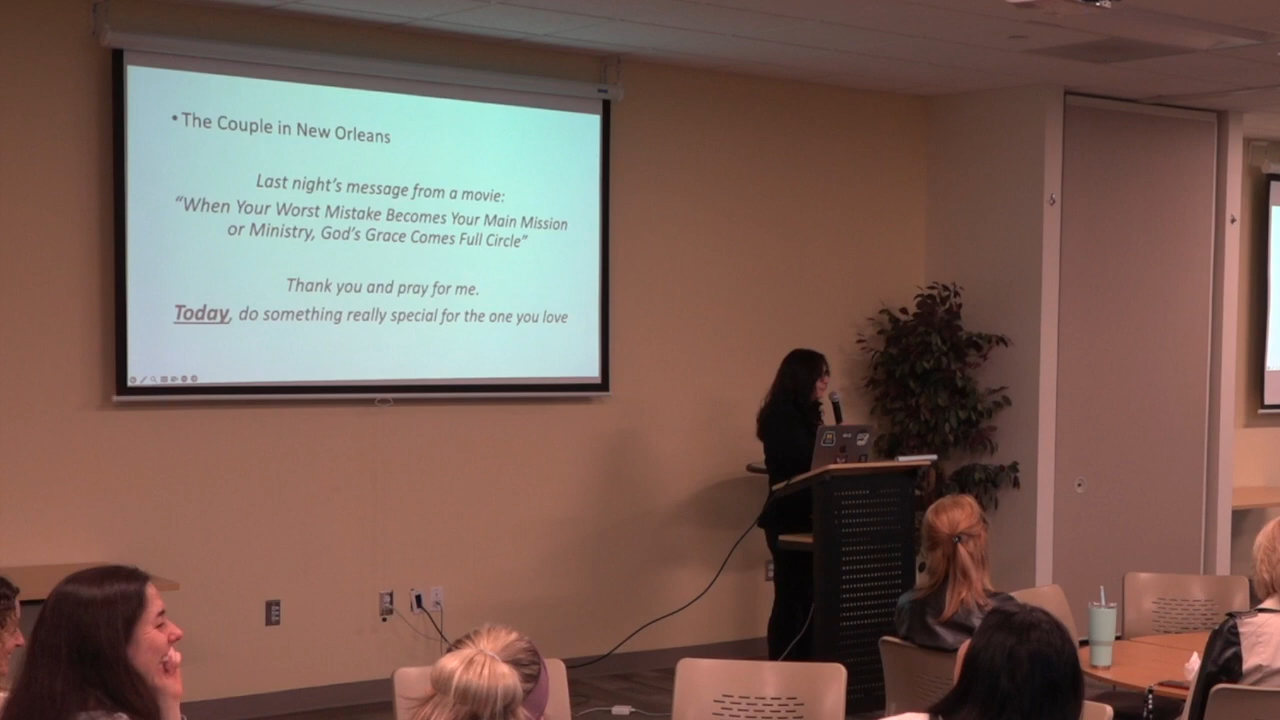 • The Couple in New Orleans
Last night's message from a movie:
“When Your Worst Mistake Becomes Your Main Mission
or Ministry, God's Grace Comes Full Circle”
Thank you and pray for me.
Today, do something really special for the one you love